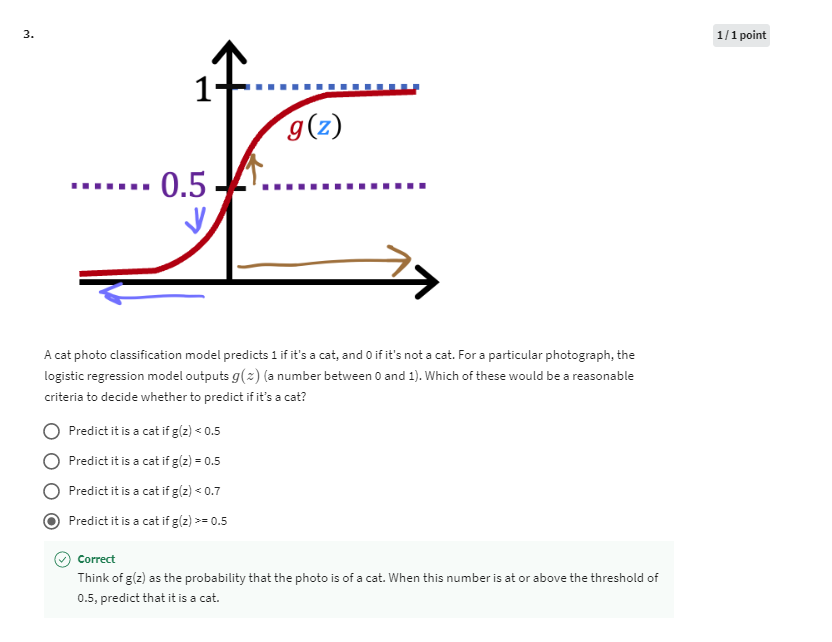 3.
1 / 1 point
1
g(z)
0.5
A cat photo classification model predicts 1 if it's a cat, and 0 if it's not a cat. For a particular photograph, the
logistic regression model outputs g(z) (a number between 0 and 1). Which of these would be a reasonable
criteria to decide whether to predict if it's a cat?
Predict it is a cat if g(z) < 0.5
Predict it is a cat if g(z) = 0.5
Predict it is a cat if g(z) < 0.7
Predict it is a cat if g(z) >= 0.5
Correct
Think of g(z) as the probability that the photo is of a cat. When this number is at or above the threshold of
0.5, predict that it is a cat.